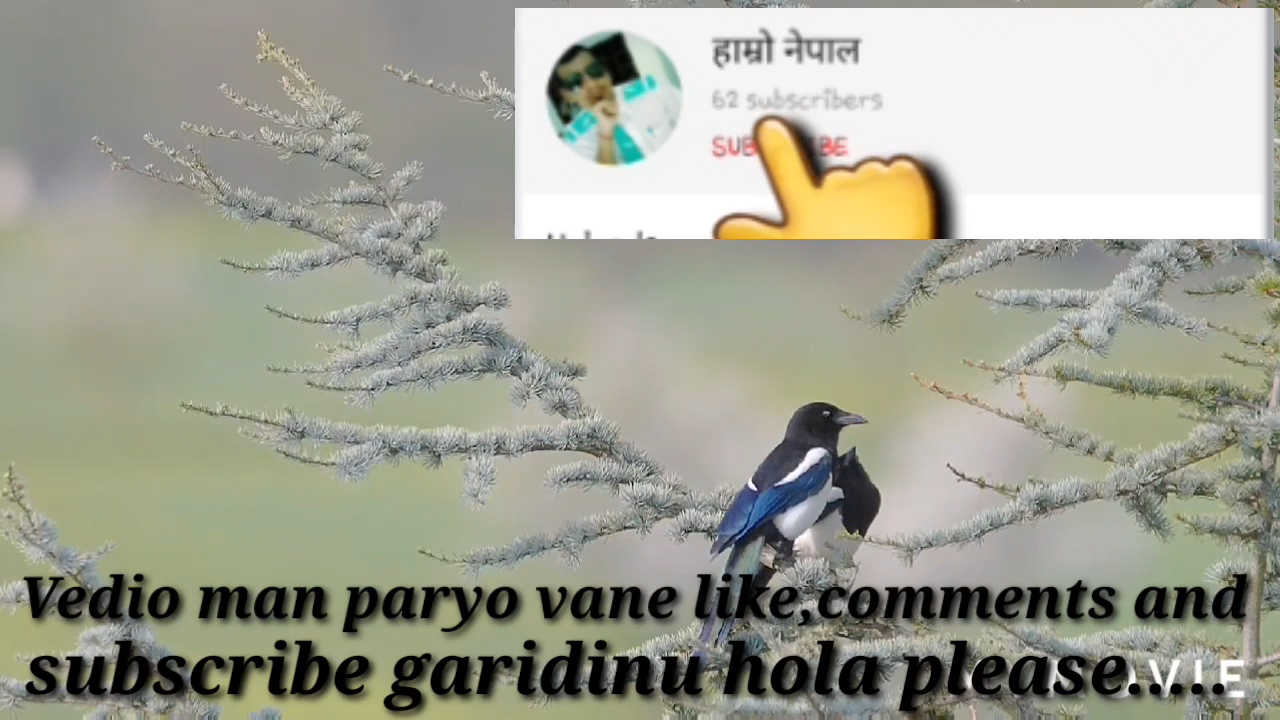 हाम्रो नेपाल
62 subscribers
Vedio man paryo vane like,comments and
subscribe garidinu hola please.....